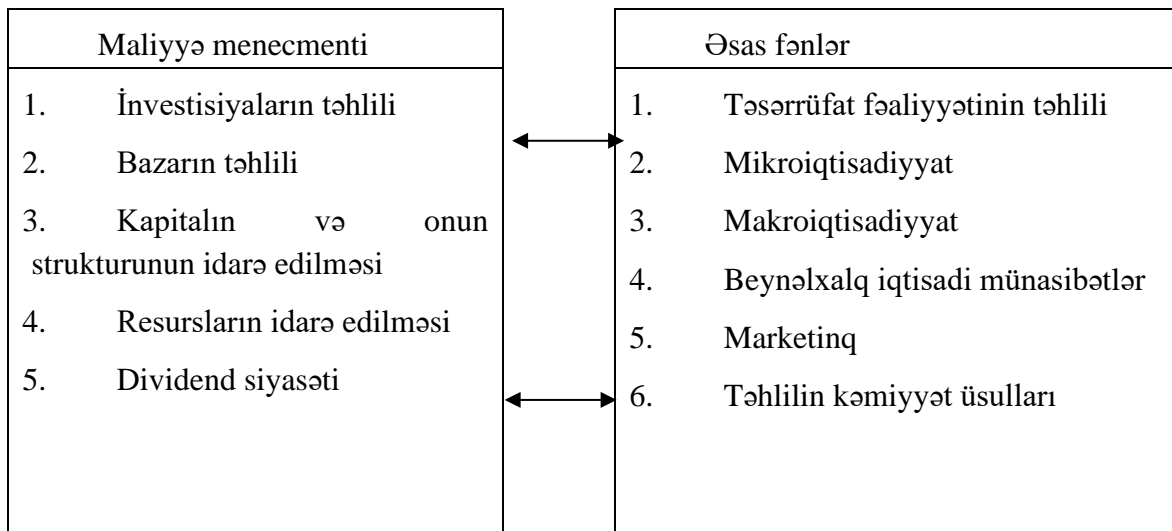 Maliyyə menecmenti
1. İnvestisiyaların təhlili
2. Bazarın təhlili
3. Kapitalın və onun
strukturunun idarə edilməsi
4. Resursların idarə edilməsi
5. Dividend siyasəti
Əsas fənlər
1. Təsərrüfat fəaliyyətinin təhlili
2. Mikroiqtisadiyyat
3. Makroiqtisadiyyat
4. Beynəlxalq iqtisadi münasibətlər
5. Marketinq
6. Təhlilin kəmiyyət üsulları